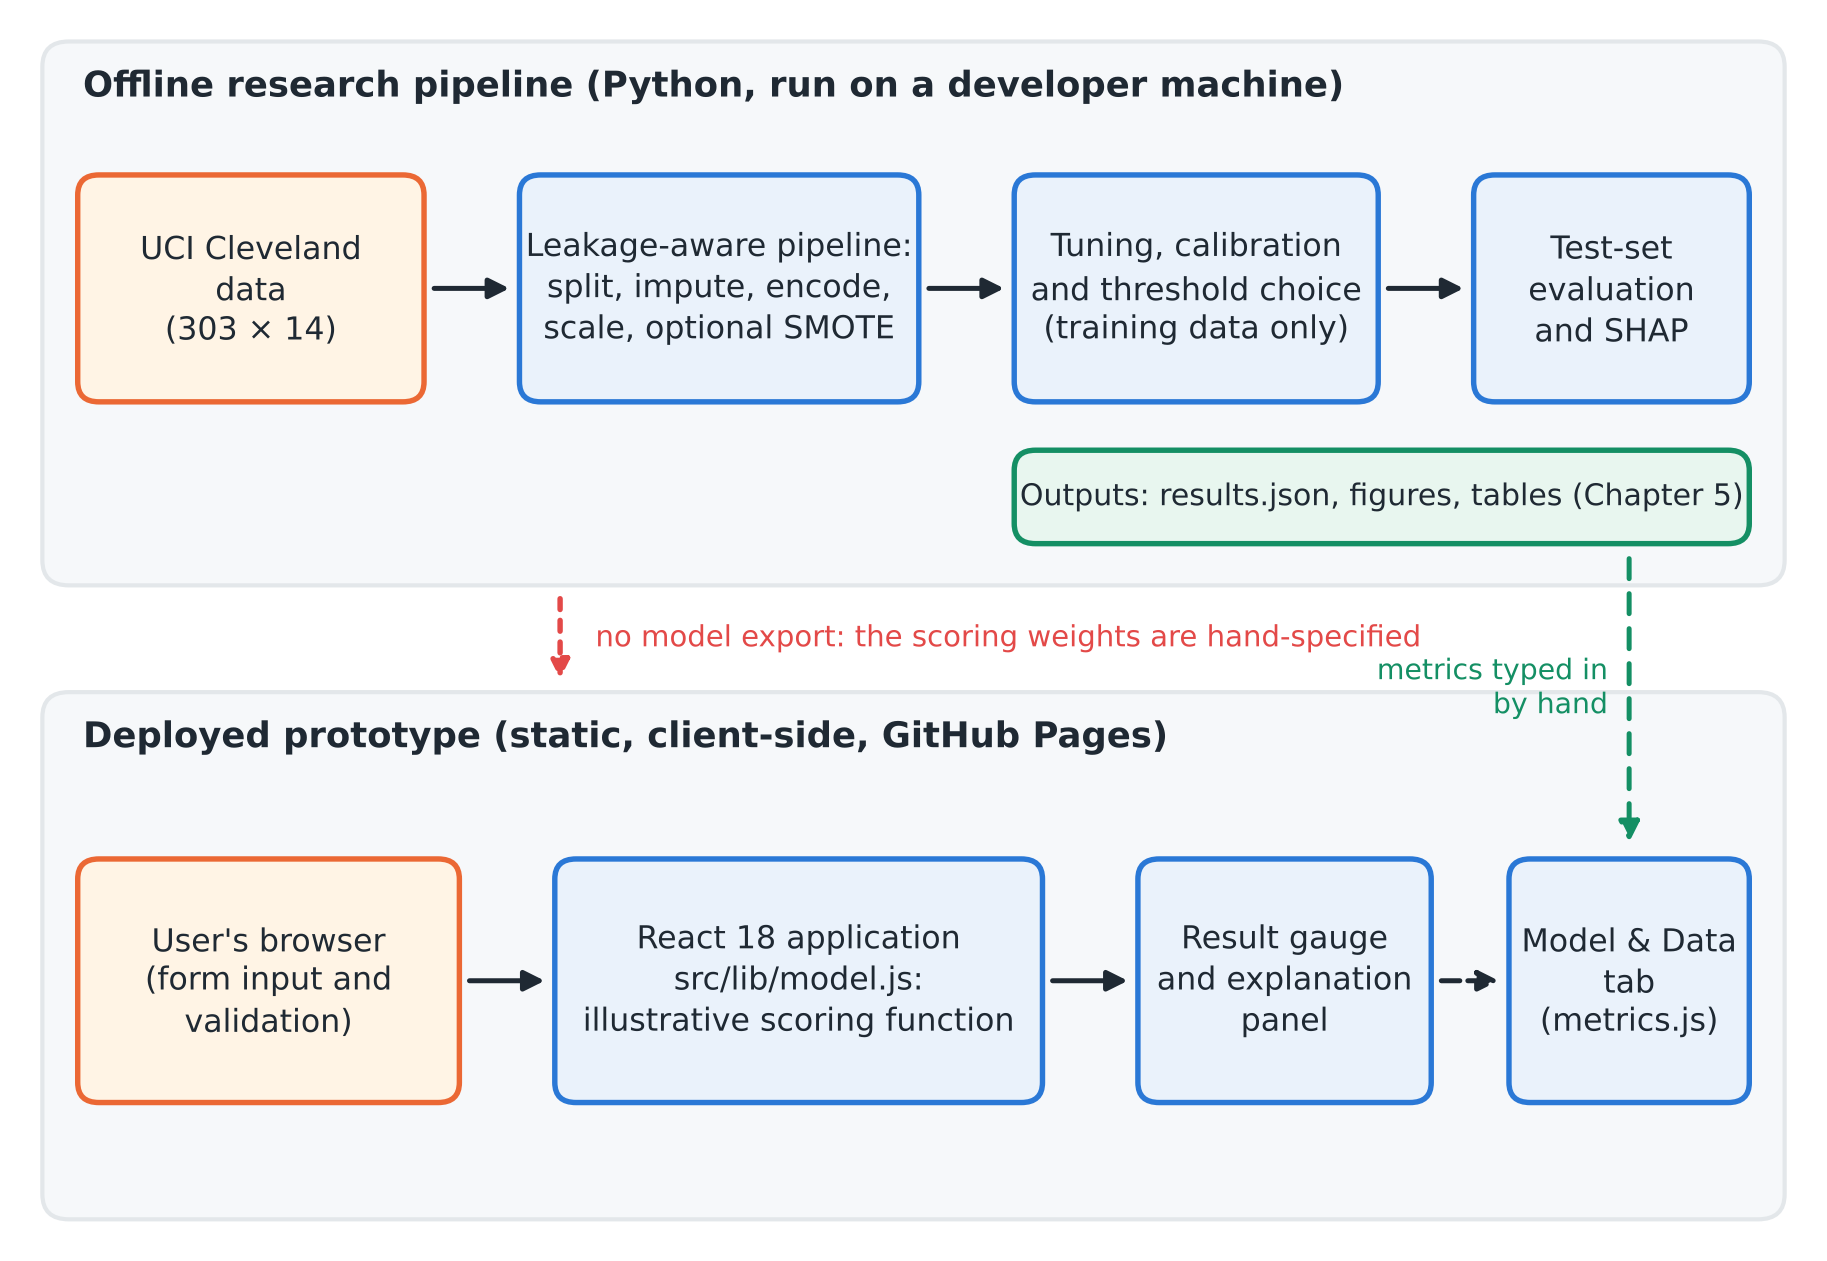 Offline research pipeline (Python, run on a developer machine)
UCI Cleveland
data
(303 × 14)
Leakage-aware pipeline:
split, impute, encode,
scale, optional SMOTE
Tuning, calibration
and threshold choice
(training data only)
Test-set
evaluation
and SHAP
Outputs: results.json, figures, tables (Chapter 5)
no model export: the scoring weights are hand-specified
metrics typed in
by hand
Deployed prototype (static, client-side, GitHub Pages)
User's browser
(form input and
validation)
React 18 application
src/lib/model.js:
illustrative scoring function
Result gauge
and explanation
panel
Model & Data
tab
(metrics.js)